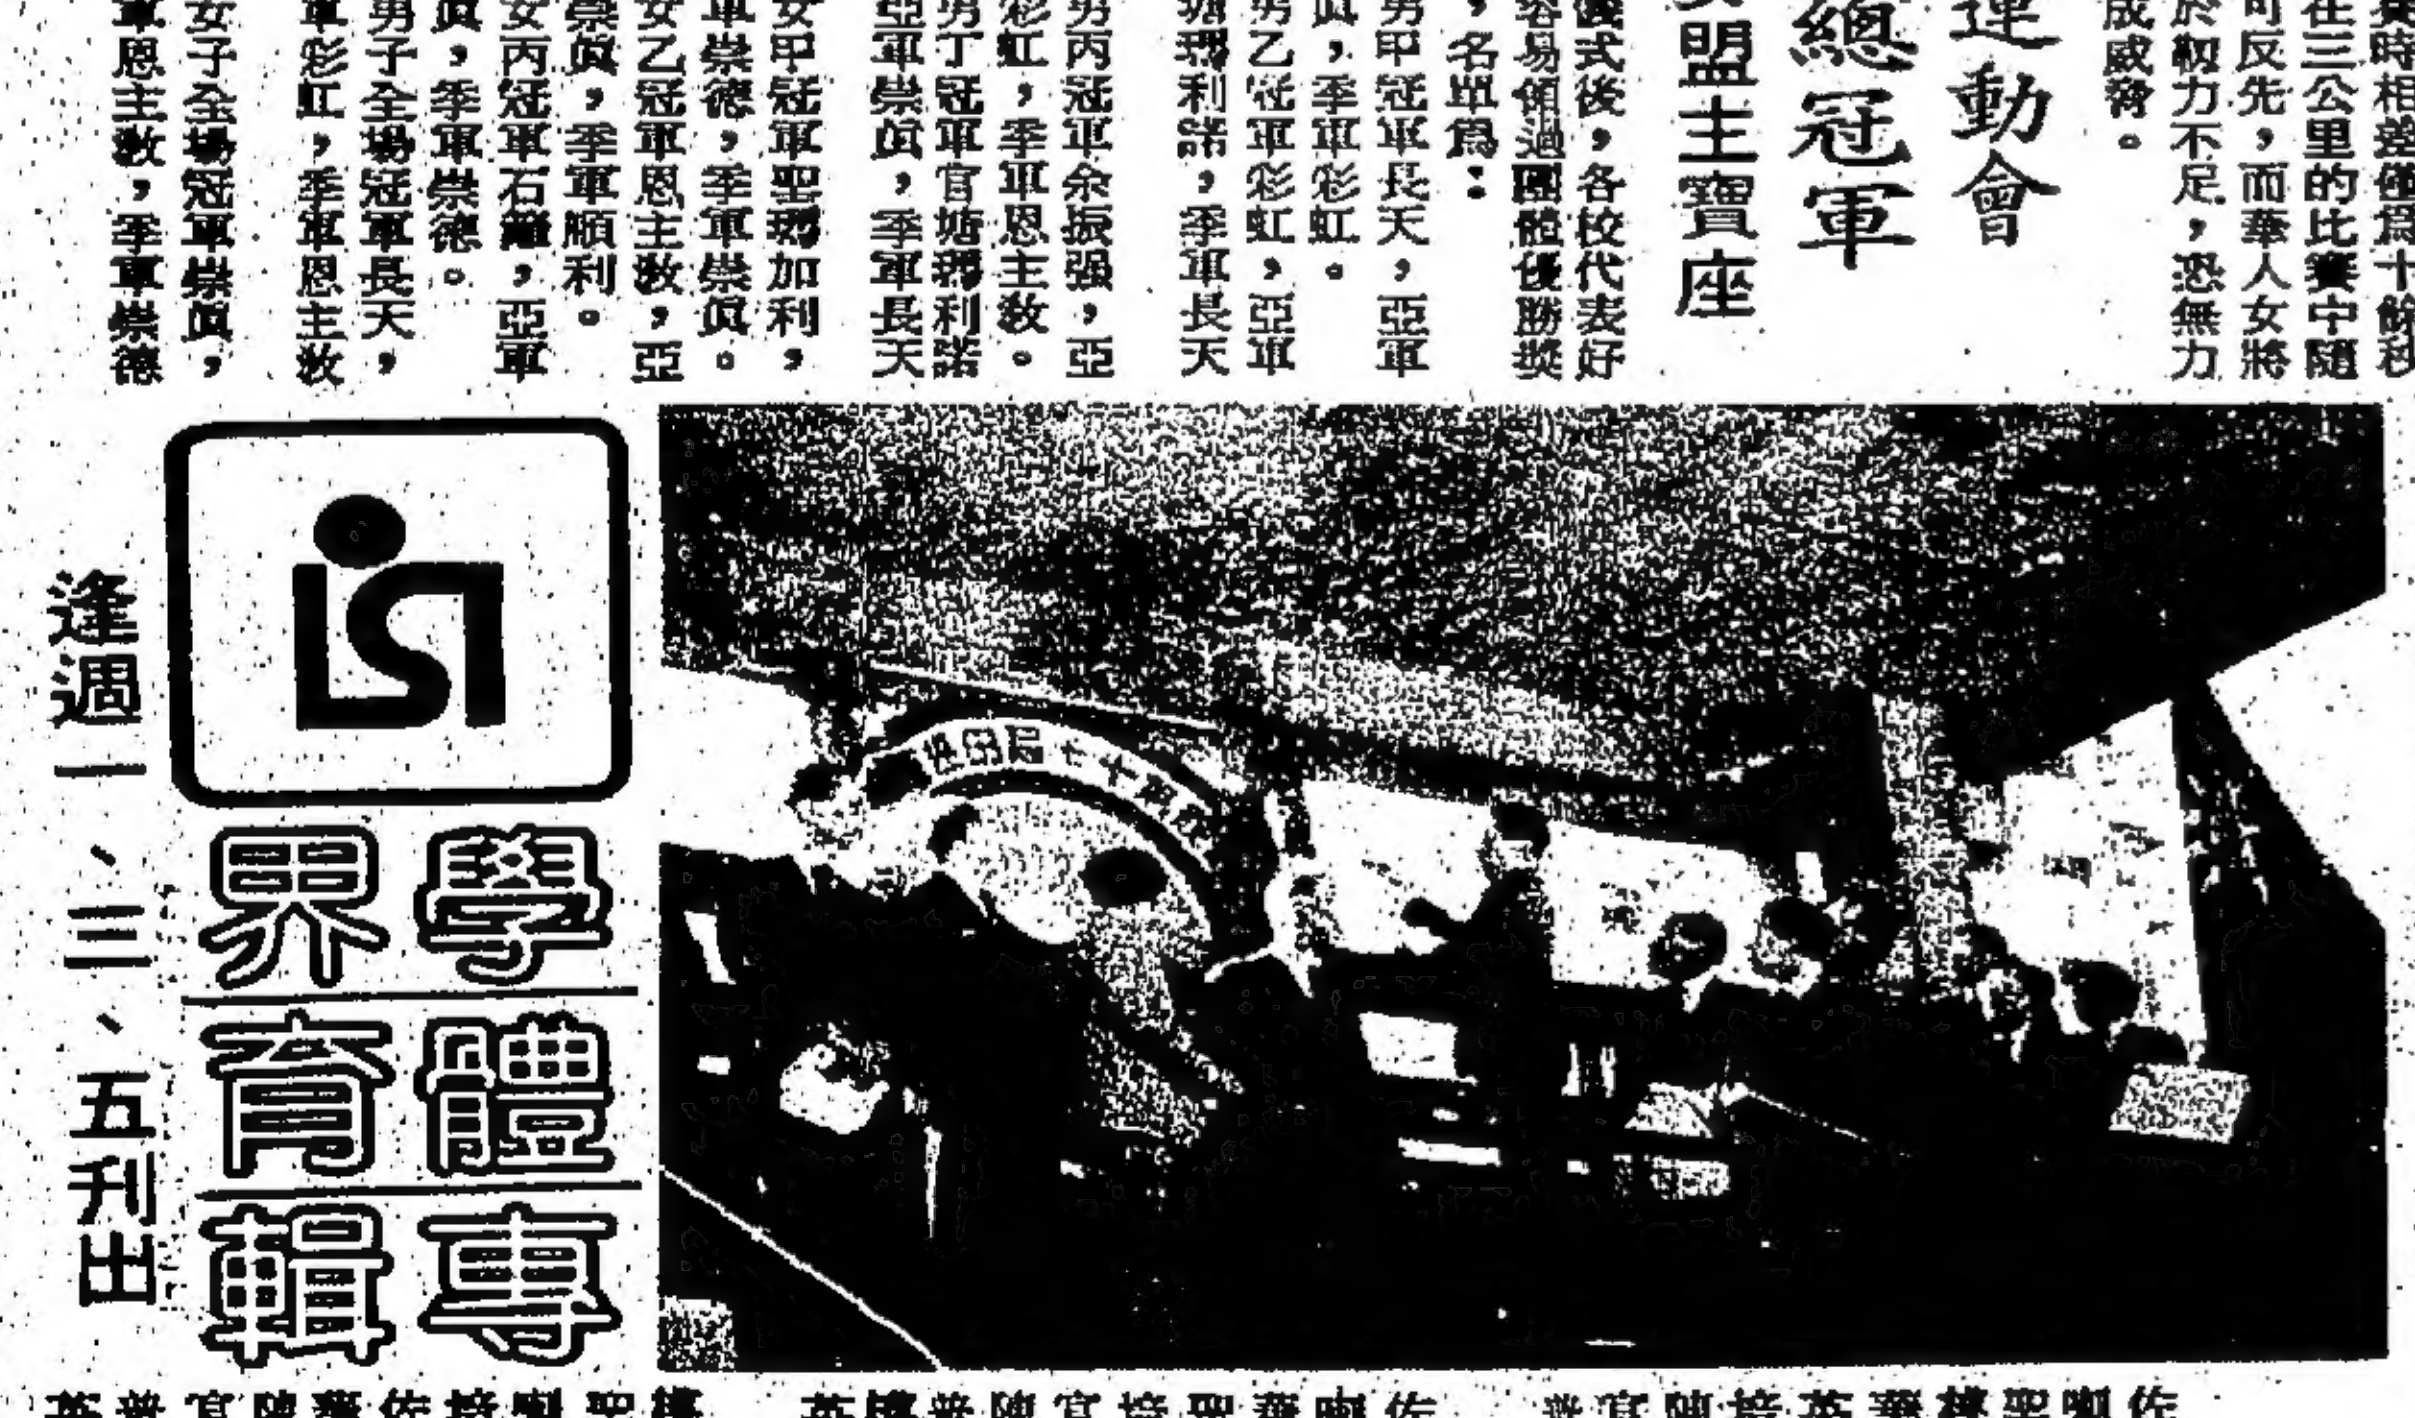 時相差僅爲十餘秒
在三公里的比賽中隨
可反先，而華人女將
於韌力不足，恐無力
成威脅。
運動會
總冠軍
盟主寶座
儀式後，各校代表好
容易領過團體優勝獎
，名單爲：
男甲冠軍長天，亞軍
眞，季軍彩虹。
男乙冠軍彩虹，亞軍
塘瑪利諾，季軍長天
男丙冠軍余振强，亞
彩虹，季軍恩主教。
男丁冠軍官塘瑪利諾
亞軍崇眞，季軍長天
女甲冠軍聖瑪加利，
軍崇德，季軍崇眞。
女乙冠軍恩主教，亞
崇眞，季軍順利。
女丙冠軍石籬，亞軍
眞，季軍崇德。
男子全場冠軍長天，
軍彩虹，季軍恩主教
女子全場冠軍崇眞，
軍恩主教，季軍崇德
isi
學界
體育
專輯
逢週一、三、五刊出
七十週